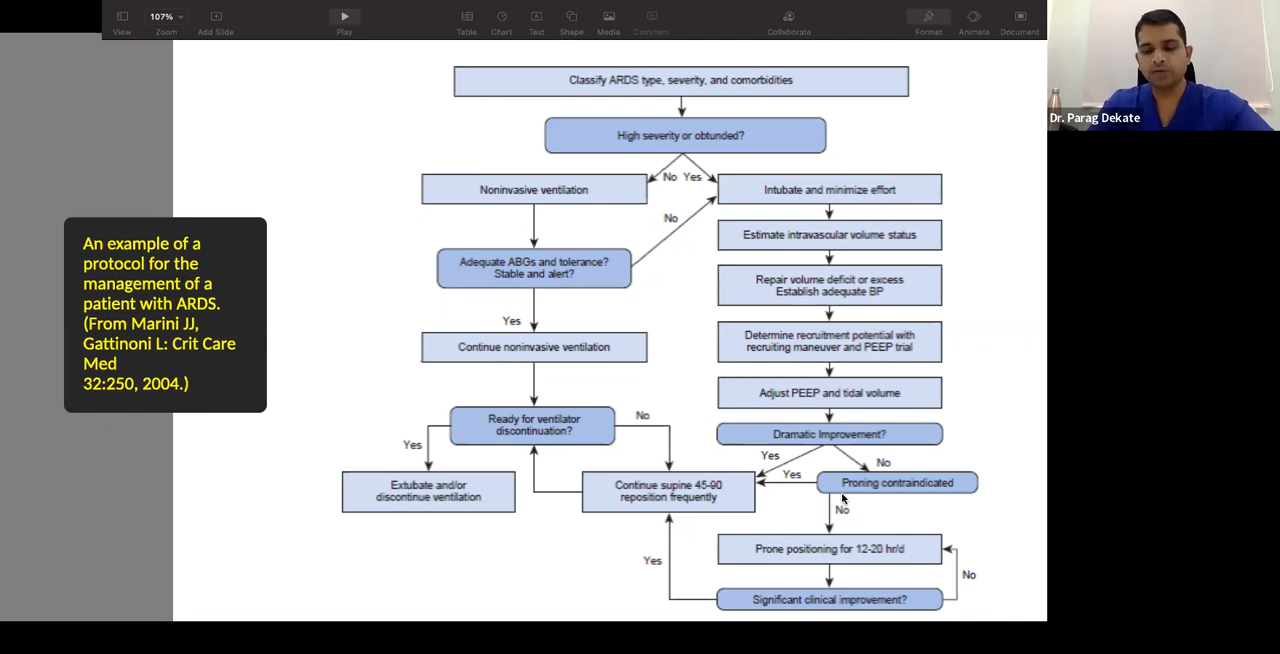 107%
View
Zoom
Add Slide
Play
Table
Chart
Text
Shape
Media
Comment
Collaborate
Format
Animate
Document
Dr. Parag Dekate
An example of a
protocol for the
management of a
patient with ARDS.
(From Marini JJ,
Gattinoni L: Crit Care
Med
32:250, 2004.)
Classify ARDS type, severity, and comorbidities
High severity or obtunded?
No Yes
Noninvasive ventilation
Intubate and minimize effort
No
Estimate intravascular volume status
Adequate ABGs and tolerance?
Stable and alert?
Repair volume deficit or excess
Establish adequate BP
Yes
Continue noninvasive ventilation
Determine recruitment potential with
recruiting maneuver and PEEP trial
Adjust PEEP and tidal volume
Ready for ventilator
discontinuation?
No
Yes
Dramatic Improvement?
Yes
No
Extubate and/or
discontinue ventilation
Continue supine 45-90
reposition frequently
Yes
Proning contraindicated
No
Prone positioning for 12-20 hr/d
Yes
No
Significant clinical improvement?